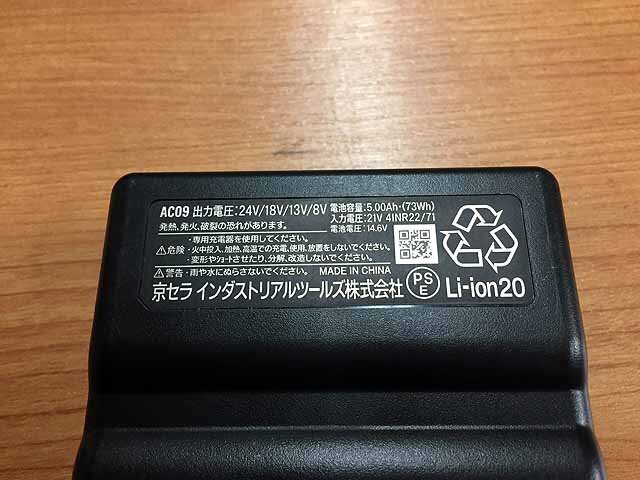 AC09 出力電圧:24V/18V/13V/8V
電池容量:5.00Ah･(73Wh)
入力電圧:21V 4INR22/71
電池電圧:14.6V
発熱、発火、破裂の恐れがあります。
⚠危険
・専用充電器を使用してください。
・火中投入、加熱、高温での充電、使用、放置をしないでください。
・変形やショートさせたり、分解、改造しないでください。
⚠警告・雨や水にぬらさないでください。 MADE IN CHINA
京セラ インダストリアルツールズ株式会社
PS
E
Li-ion20